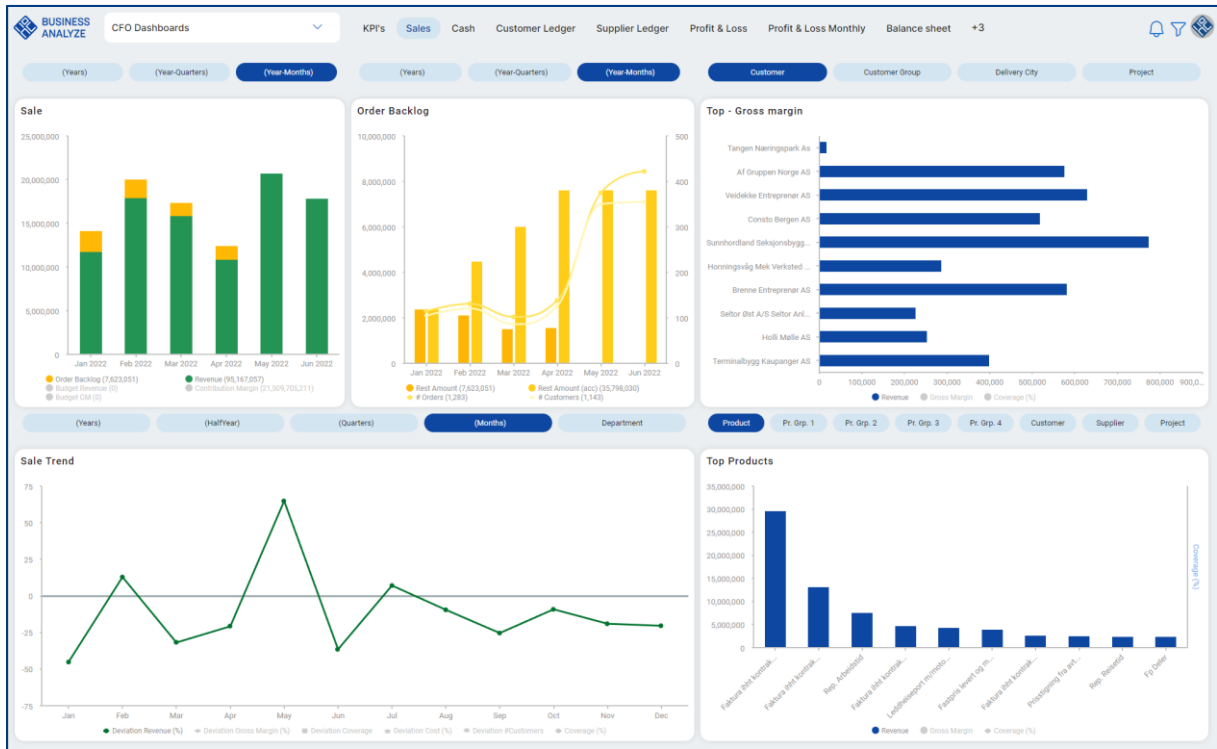 BUSINESS
ANALYZE
CFO Dashboards
KPI's Sales Cash Customer Ledger Supplier Ledger Profit & Loss Profit & Loss Monthly Balance sheet +3
(Years) (Year-Quarters) (Year-Months) (Years) (Year-Quarters) (Year-Months) Customer Customer Group Delivery City Project
Sale
25,000,000
20,000,000
15,000,000
10,000,000
5,000,000
0
Jan 2022 Feb 2022 Mar 2022 Apr 2022 May 2022 Jun 2022
Order Backlog (7,623,051) Revenue (95,167,057)
Budget Revenue (0) Contribution Margin (21,509,705,211)
Budget CM (0)
Order Backlog
10,000,000 500
8,000,000 400
6,000,000 300
4,000,000 200
2,000,000 100
0 0
Jan 2022 Feb 2022 Mar 2022 Apr 2022 May 2022 Jun 2022
Rest Amount (7,623,051) Rest Amount (acc) (35,798,030)
# Orders (1,283) # Customers (1,143)
Top - Gross margin
Tangen Næringspark As
Af Gruppen Norge AS
Veidekke Entreprenør AS
Consto Bergen AS
Sunnhordland Seksjonsbygg...
Honningsvåg Mek Verksted ...
Brenne Entreprenør AS
Seltor Øst A/S Seltor Anl...
Holli Mølle AS
Terminalbygg Kaupanger AS
0 100,000 200,000 300,000 400,000 500,000 600,000 700,000 800,000 900,0...
Revenue Gross Margin Coverage (%)
(Years) (HalfYear) (Quarters) (Months) Department Product Pr. Grp. 1 Pr. Grp. 2 Pr. Grp. 3 Pr. Grp. 4 Customer Supplier Project
Sale Trend
75
50
25
0
-25
-50
-75
Jan Feb Mar Apr May Jun Jul Aug Sep Oct Nov Dec
Deviation Revenue (%) Deviation Gross Margin (%) Deviation Coverage Deviation Cost (%) Deviation #Customers Coverage (%)
Top Products
35,000,000
30,000,000
25,000,000
20,000,000
15,000,000
10,000,000
5,000,000
0
Coverage (%)
Faktura ihht kontrak...
Faktura ihht kontrak...
Rep. Arbeidstid
Faktura ihht kontrak...
Leddheiseport m/moto...
Fastpris levert og m...
Faktura ihht kontrak...
Prisstigning fra avt...
Rep. Reisetid
Fp Deler
Revenue Gross Margin Coverage (%)